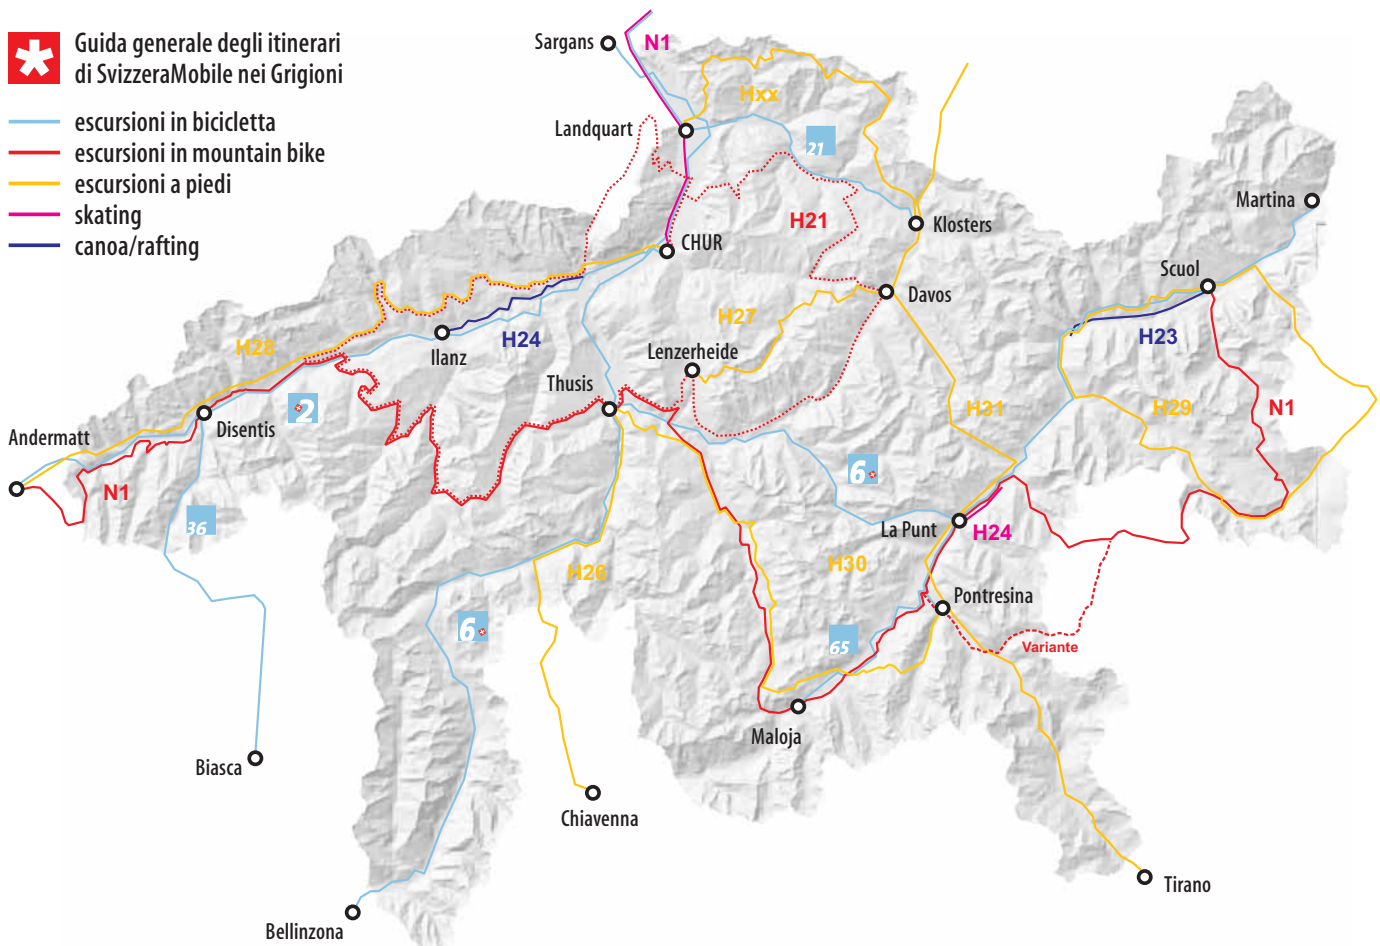 Guida generale degli itinerari
di SvizzeraMobile nei Grigioni
escursioni in bicicletta
escursioni in mountain bike
escursioni a piedi
skating
canoa/rafting
Sargans
N1
Hxx
Landquart
21
Martina
H21
Klosters
CHUR
Scuol
Davos
H27
H23
H28
H24
Ilanz
Lenzerheide
Thusis
H31
H29
N1
2
Disentis
Andermatt
6
N1
36
La Punt
H24
H30
H26
Pontresina
6
65
Variante
Maloja
Biasca
Chiavenna
Tirano
Bellinzona